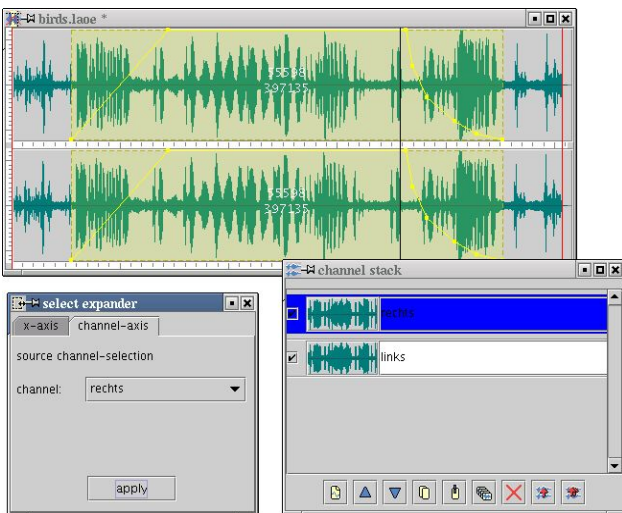 birds.laoe *
55598
397135
55598
397135
channel stack
rechts
links
select expander
x-axis channel-axis
source channel-selection
channel: rechts
apply